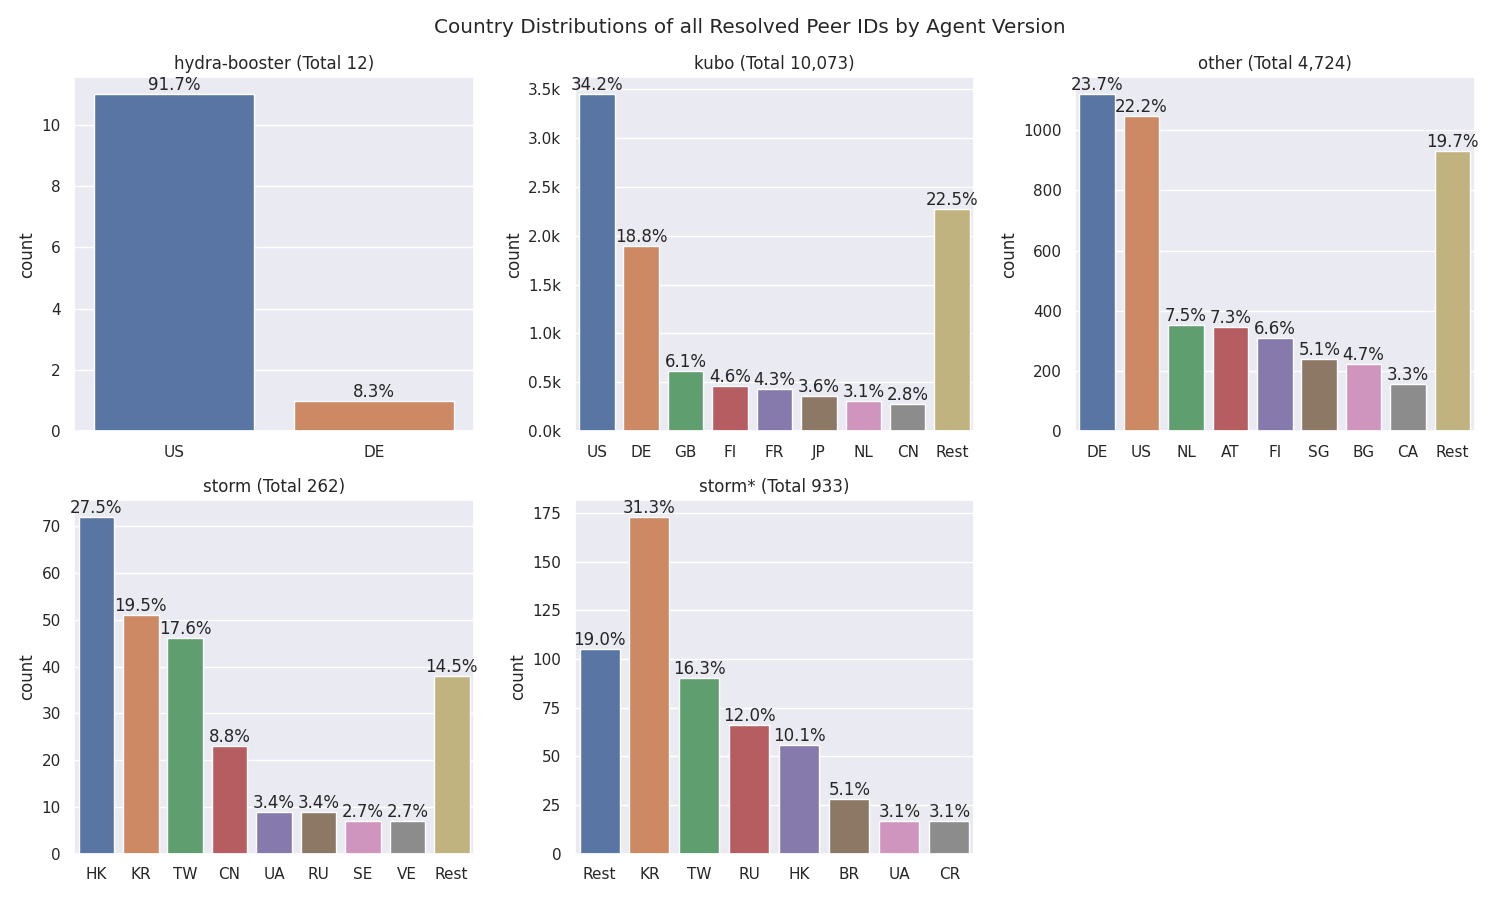 Country Distributions of all Resolved Peer IDs by Agent Version
hydra-booster (Total 12)
count
10
8
6
4
2
0
91.7%
8.3%
US DE
kubo (Total 10,073)
count
3.5k
3.0k
2.5k
2.0k
1.5k
1.0k
0.5k
0.0k
34.2%
18.8%
6.1%
4.6%
4.3%
3.6%
3.1%
2.8%
22.5%
US DE GB FI FR JP NL CN Rest
other (Total 4,724)
count
1000
800
600
400
200
0
23.7%
22.2%
7.5%
7.3%
6.6%
5.1%
4.7%
3.3%
19.7%
DE US NL AT FI SG BG CA Rest
storm (Total 262)
count
70
60
50
40
30
20
10
0
27.5%
19.5%
17.6%
8.8%
3.4%
3.4%
2.7%
2.7%
14.5%
HK KR TW CN UA RU SE VE Rest
storm* (Total 933)
count
175
150
125
100
75
50
25
0
19.0%
31.3%
16.3%
12.0%
10.1%
5.1%
3.1%
3.1%
Rest KR TW RU HK BR UA CR